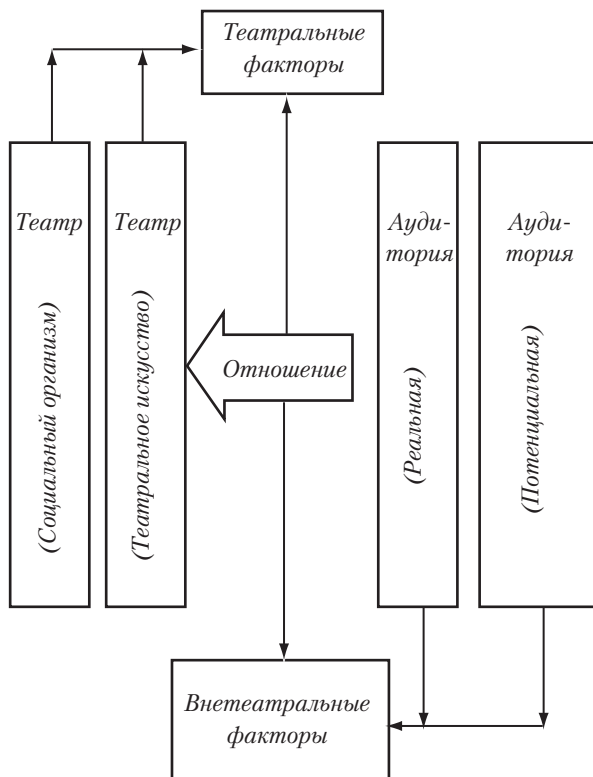 Театральные
факторы
Театр
(Социальный организм)
Театр
(Театральное искусство)
Отношение
Ауди-
тория
(Реальная)
Ауди-
тория
(Потенциальная)
Внетеатральные
факторы